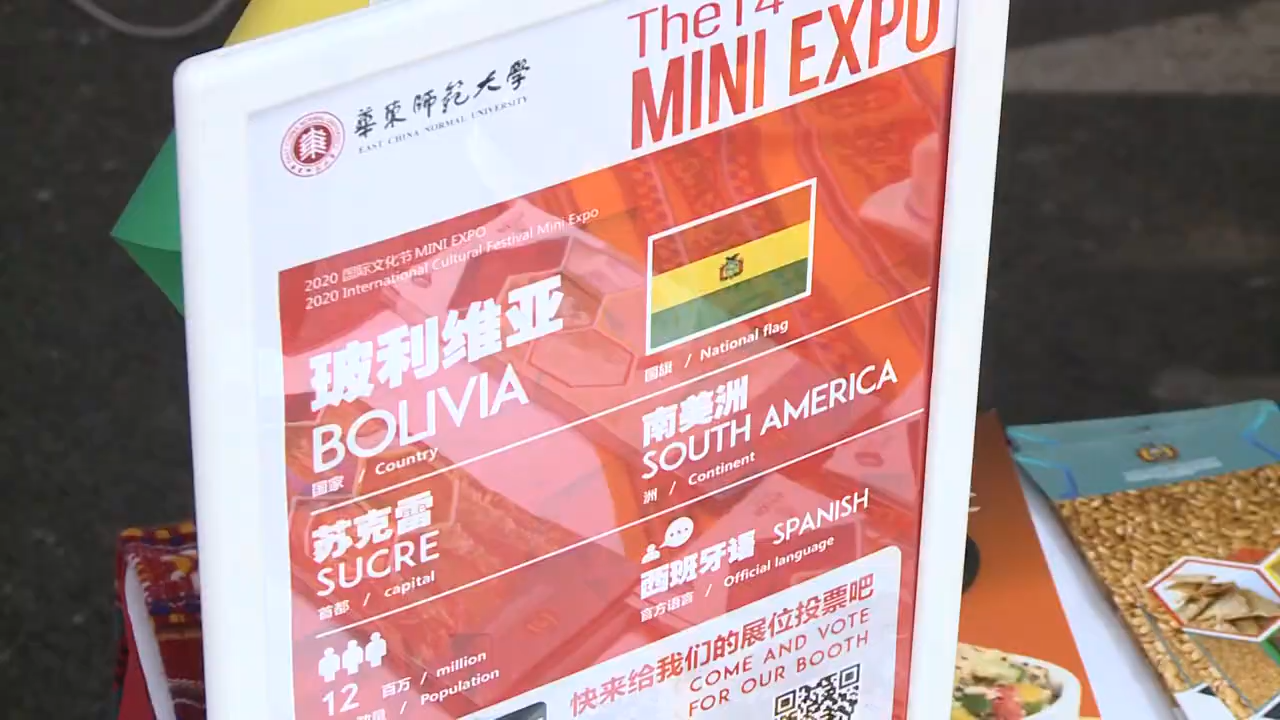 The 14
MINI EXPO
華東師範大學
EAST CHINA NORMAL UNIVERSITY
2020 国际文化节 MINI EXPO
2020 International Cultural Festival Mini Expo
玻利维亚
BOLIVIA
国家 / Country
国旗 / National flag
南美洲
SOUTH AMERICA
洲 / Continent
苏克雷
SUCRE
首都 / capital
西班牙语 SPANISH
官方语言 / Official language
12 百万 / million
/ Population
快来给我们的展位投票吧
COME AND VOTE
FOR OUR BOOTH